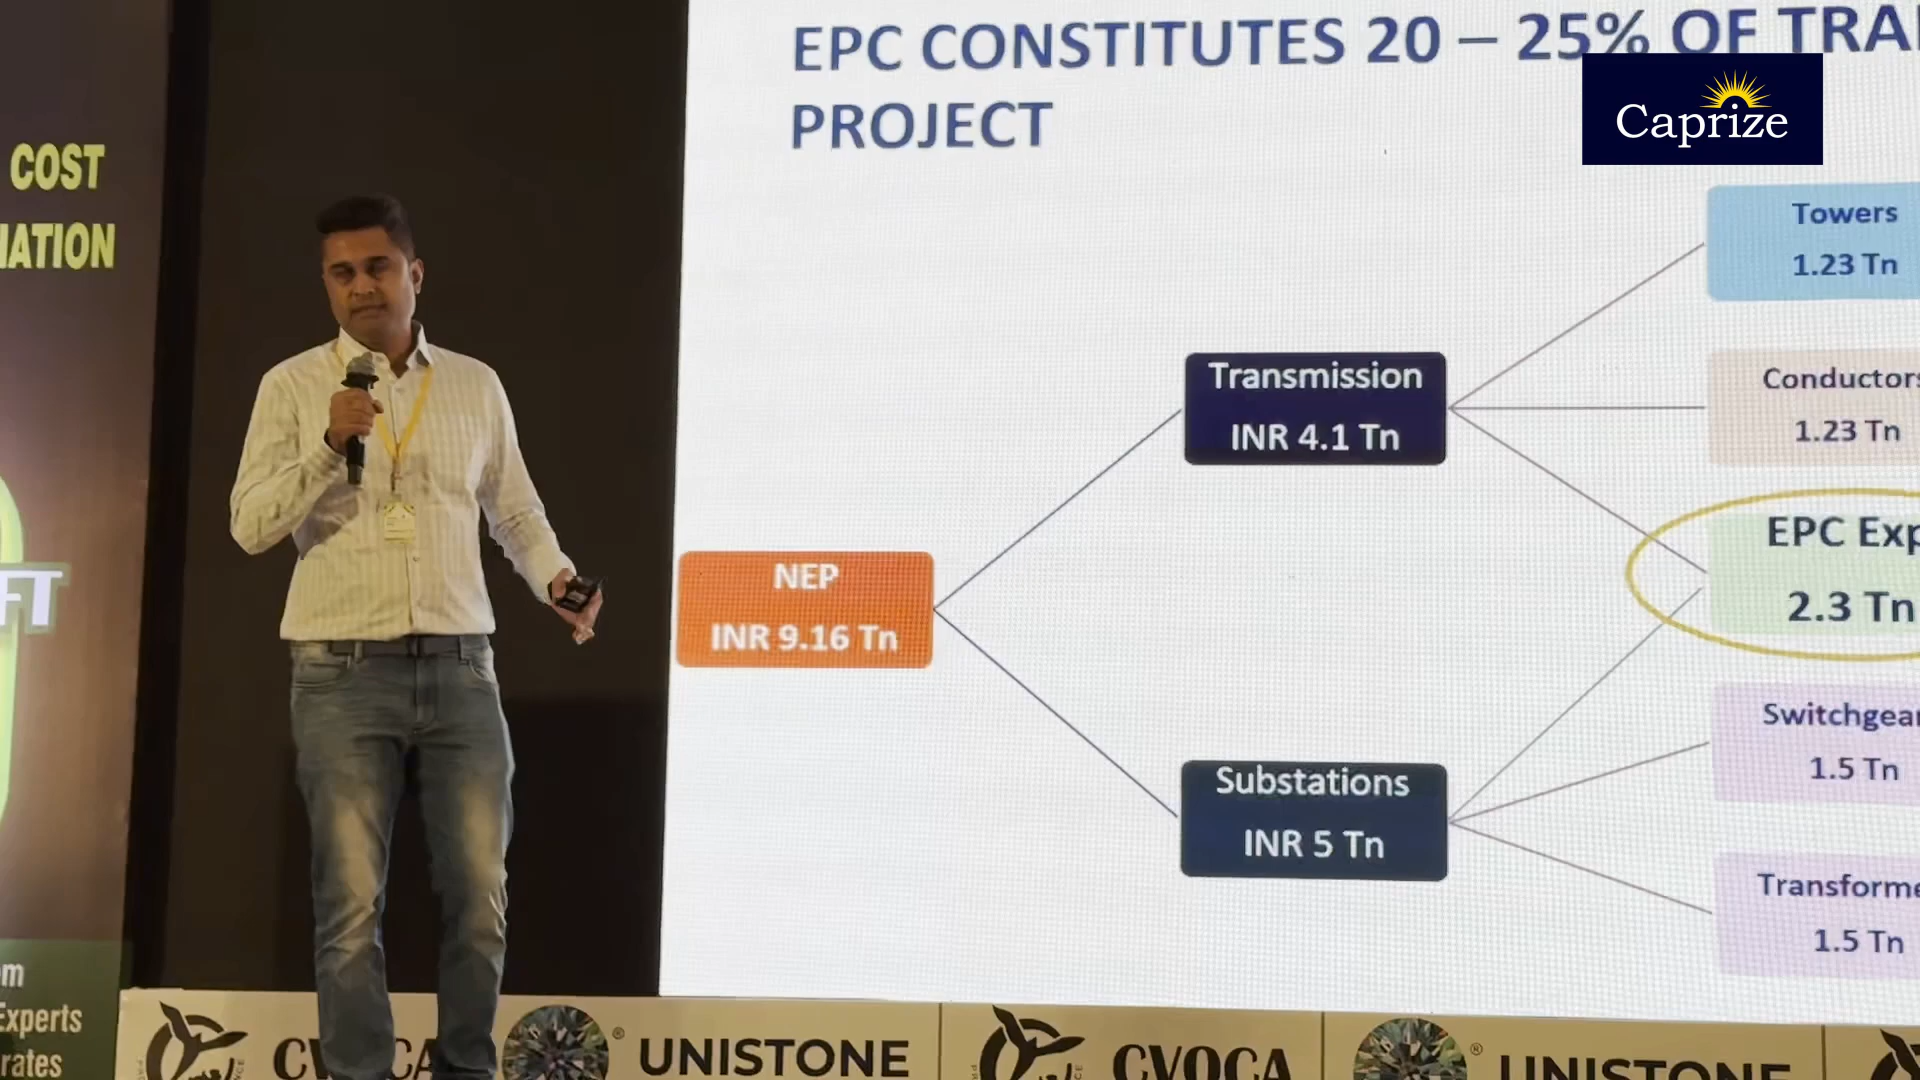 EPC CONSTITUTES 20 – 25% OF TRA
PROJECT
Caprize
COST
Towers
1.23 Tn
Transmission
INR 4.1 Tn
Conductors
1.23 Tn
EPC Exp
2.3 Tn
NEP
INR 9.16 Tn
Switchgear
1.5 Tn
Substations
INR 5 Tn
Transforme
1.5 Tn
Experts
rates
UNISTONE
CVOCA
UNISTONE